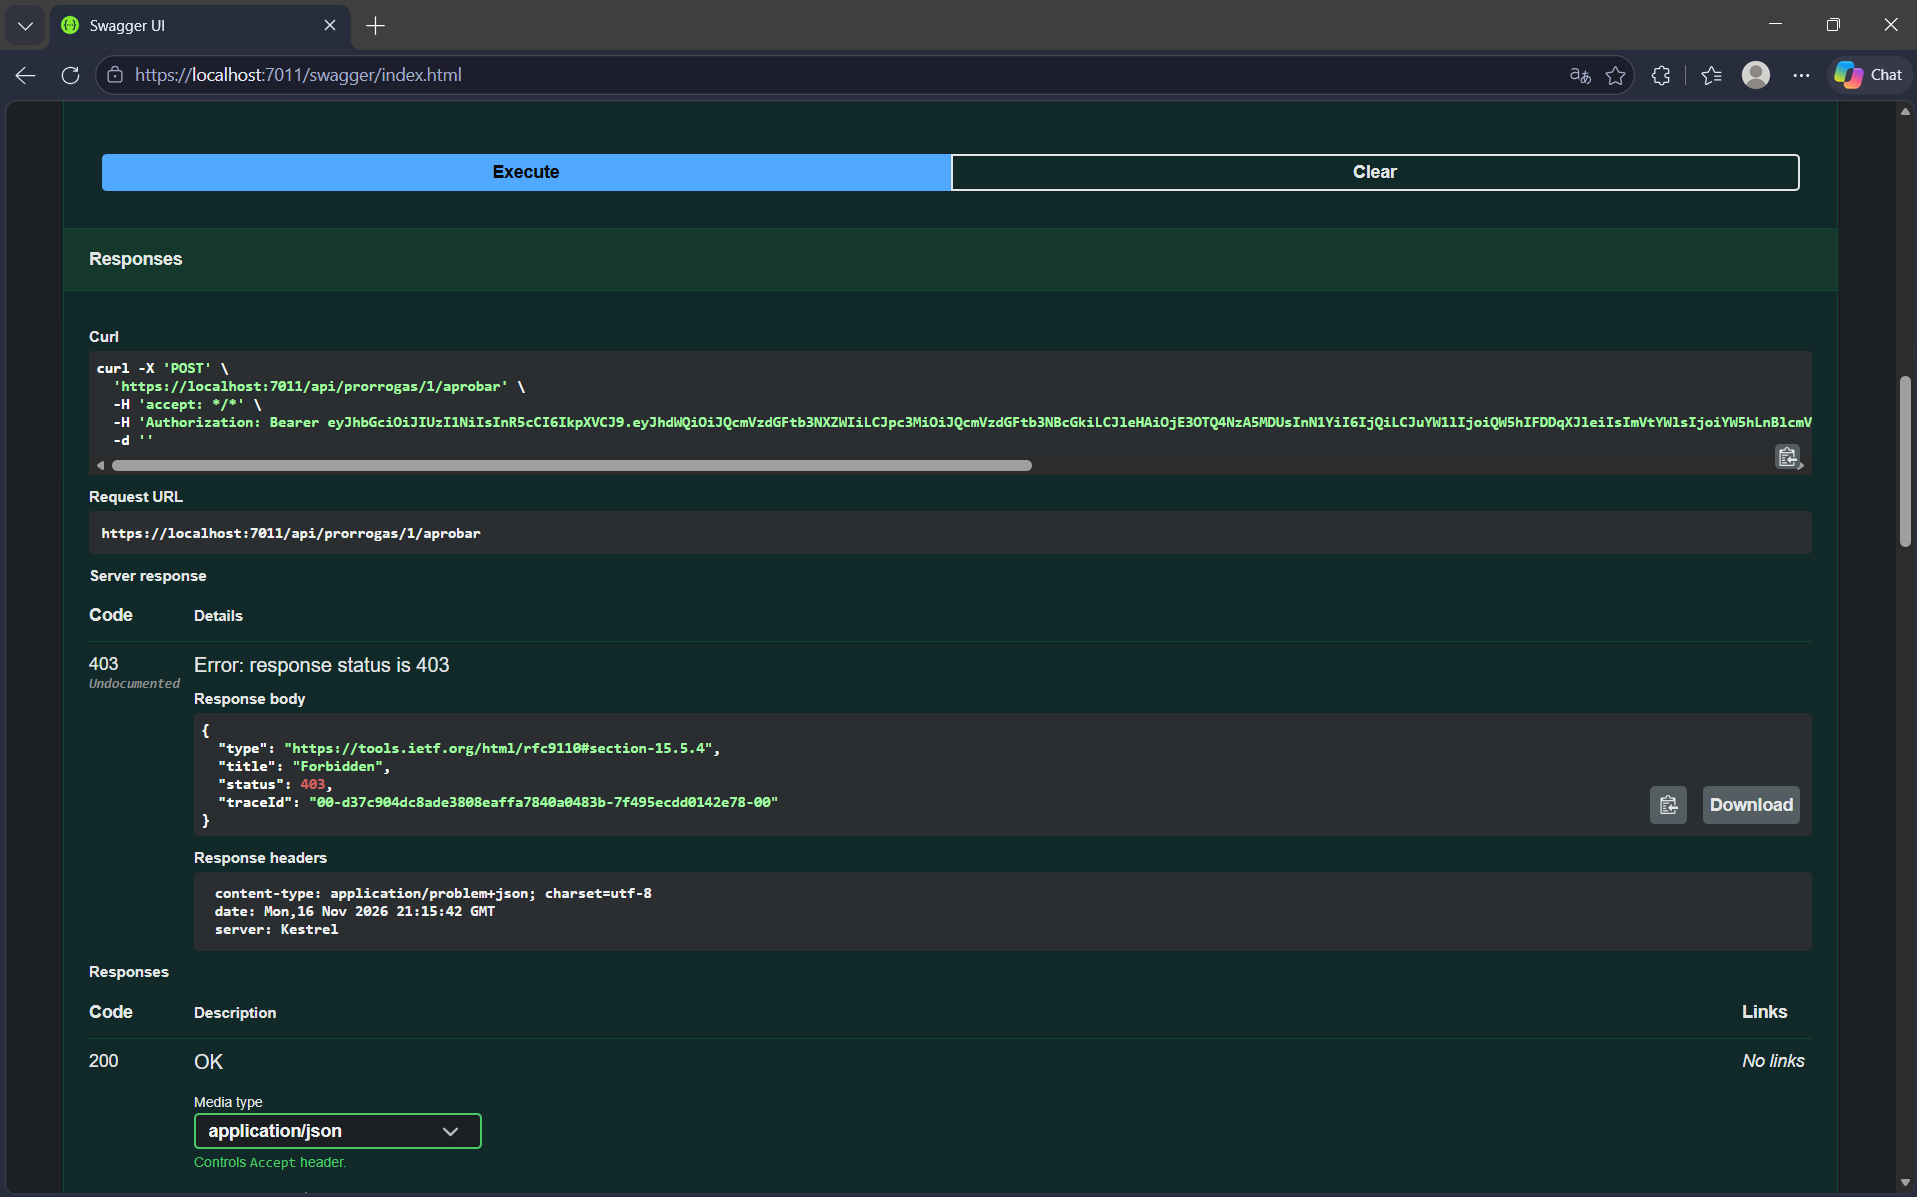 Swagger UI
https://localhost:7011/swagger/index.html
Chat
Execute
Clear
Responses
Curl
curl -X 'POST' \
'https://localhost:7011/api/prorrogas/1/aprobar' \
-H 'accept: */*' \
-H 'Authorization: Bearer eyJhbGciOiJIUzI1NiIsInR5cCI6IkpXVCJ9.eyJhdWQiOiJQcmVzdGFtb3NXZWIiLCJpc3MiOiJQcmVzdGFtb3NBcGkiLCJleHAiOjE3OTQ4NzA5MDUsInN1YiI6IjQiLCJuYW1lIjoiQW5hIFDDqXJleiIsImVtYWlsIjoiYW5hLnBlcmV
-d ''
Request URL
https://localhost:7011/api/prorrogas/1/aprobar
Server response
Code Details
403 Error: response status is 403
Undocumented
Response body
{
"type": "https://tools.ietf.org/html/rfc9110#section-15.5.4",
"title": "Forbidden",
"status": 403,
"traceId": "00-d37c904dc8ade3808eaffa7840a0483b-7f495ecdd0142e78-00"
}
Download
Response headers
content-type: application/problem+json; charset=utf-8
date: Mon,16 Nov 2026 21:15:42 GMT
server: Kestrel
Responses
Code Description Links
200 OK No links
Media type
application/json
Controls Accept header.